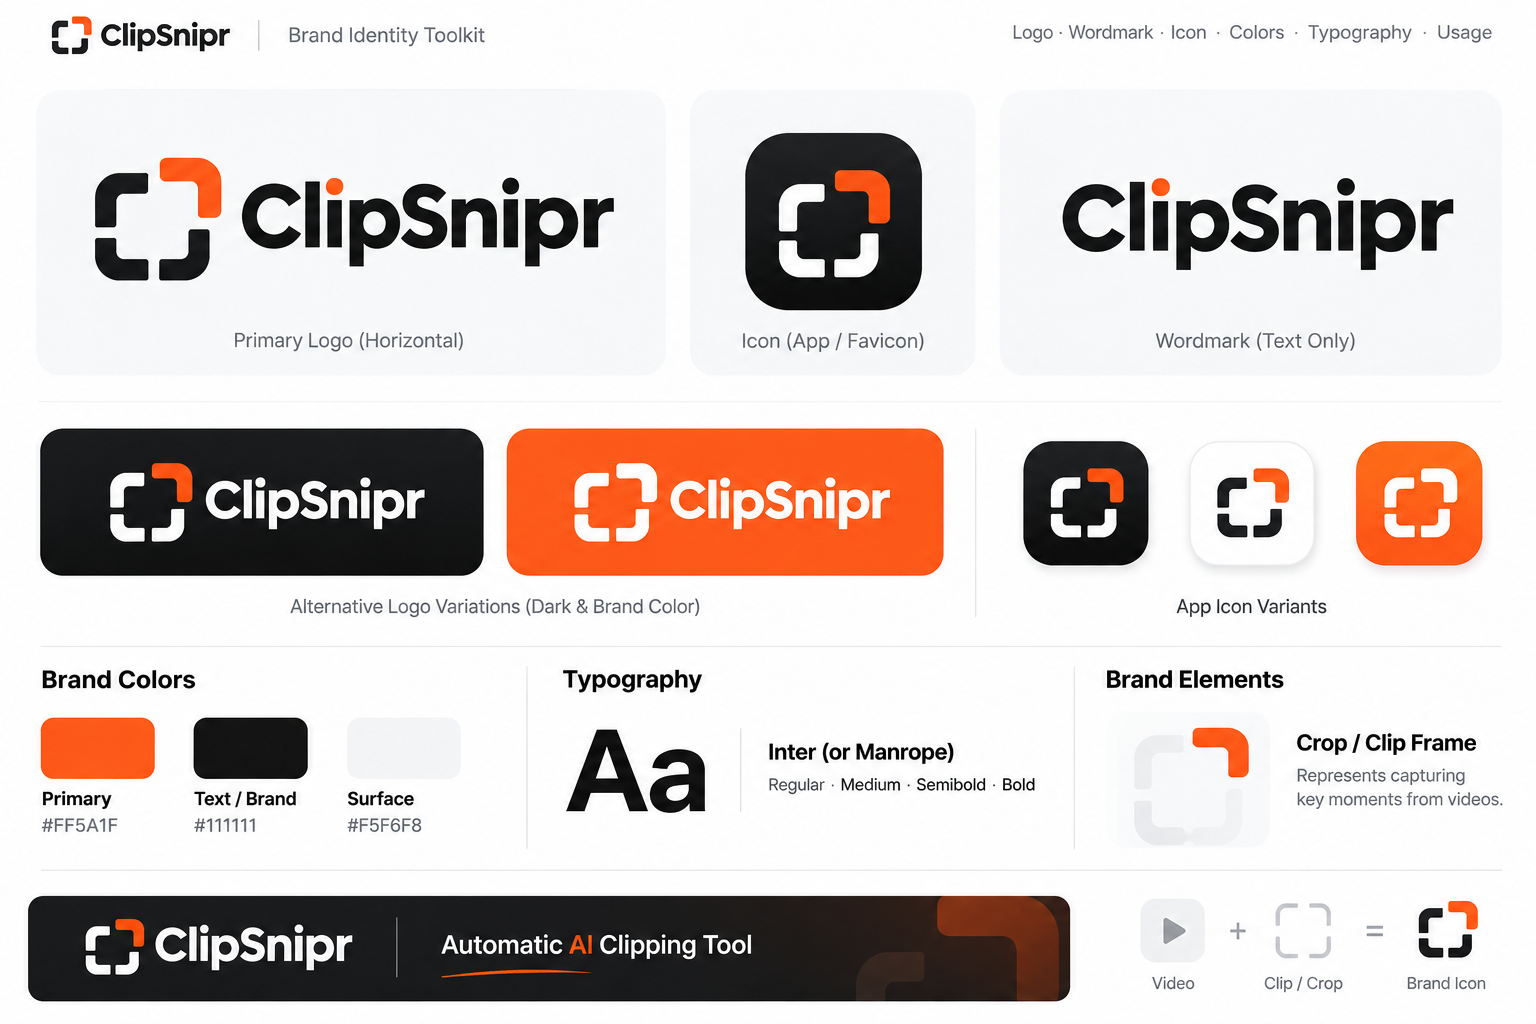 ClipSnipr
Brand Identity Toolkit
Logo · Wordmark · Icon · Colors · Typography · Usage
ClipSnipr
Primary Logo (Horizontal)
Icon (App / Favicon)
ClipSnipr
Wordmark (Text Only)
ClipSnipr
ClipSnipr
Alternative Logo Variations (Dark & Brand Color)
App Icon Variants
Brand Colors
Primary
#FF5A1F
Text / Brand
#111111
Surface
#F5F6F8
Typography
Aa
Inter (or Manrope)
Regular · Medium · Semibold · Bold
Brand Elements
Crop / Clip Frame
Represents capturing
key moments from videos.
ClipSnipr
Automatic AI Clipping Tool
Video
+
Clip / Crop
=
Brand Icon